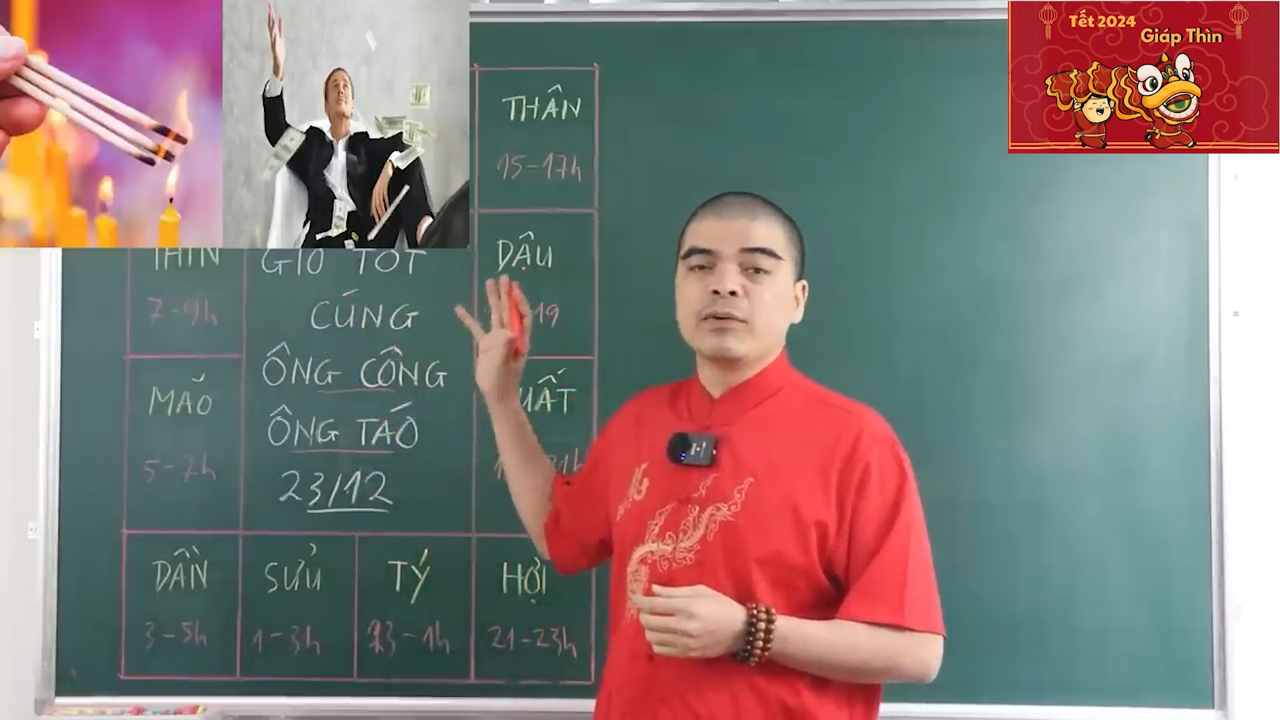 Tết 2024
Giáp Thìn
THÂN
15-17h
GIỜ TỐT
DẬU
7-9h
CÚNG
19
ÔNG CÔNG
MÃO
ÔNG TÁO
5-7h
23/12
DẦN SỬU TÝ HỢI
3-5h 1-3h 23-1h 21-23h